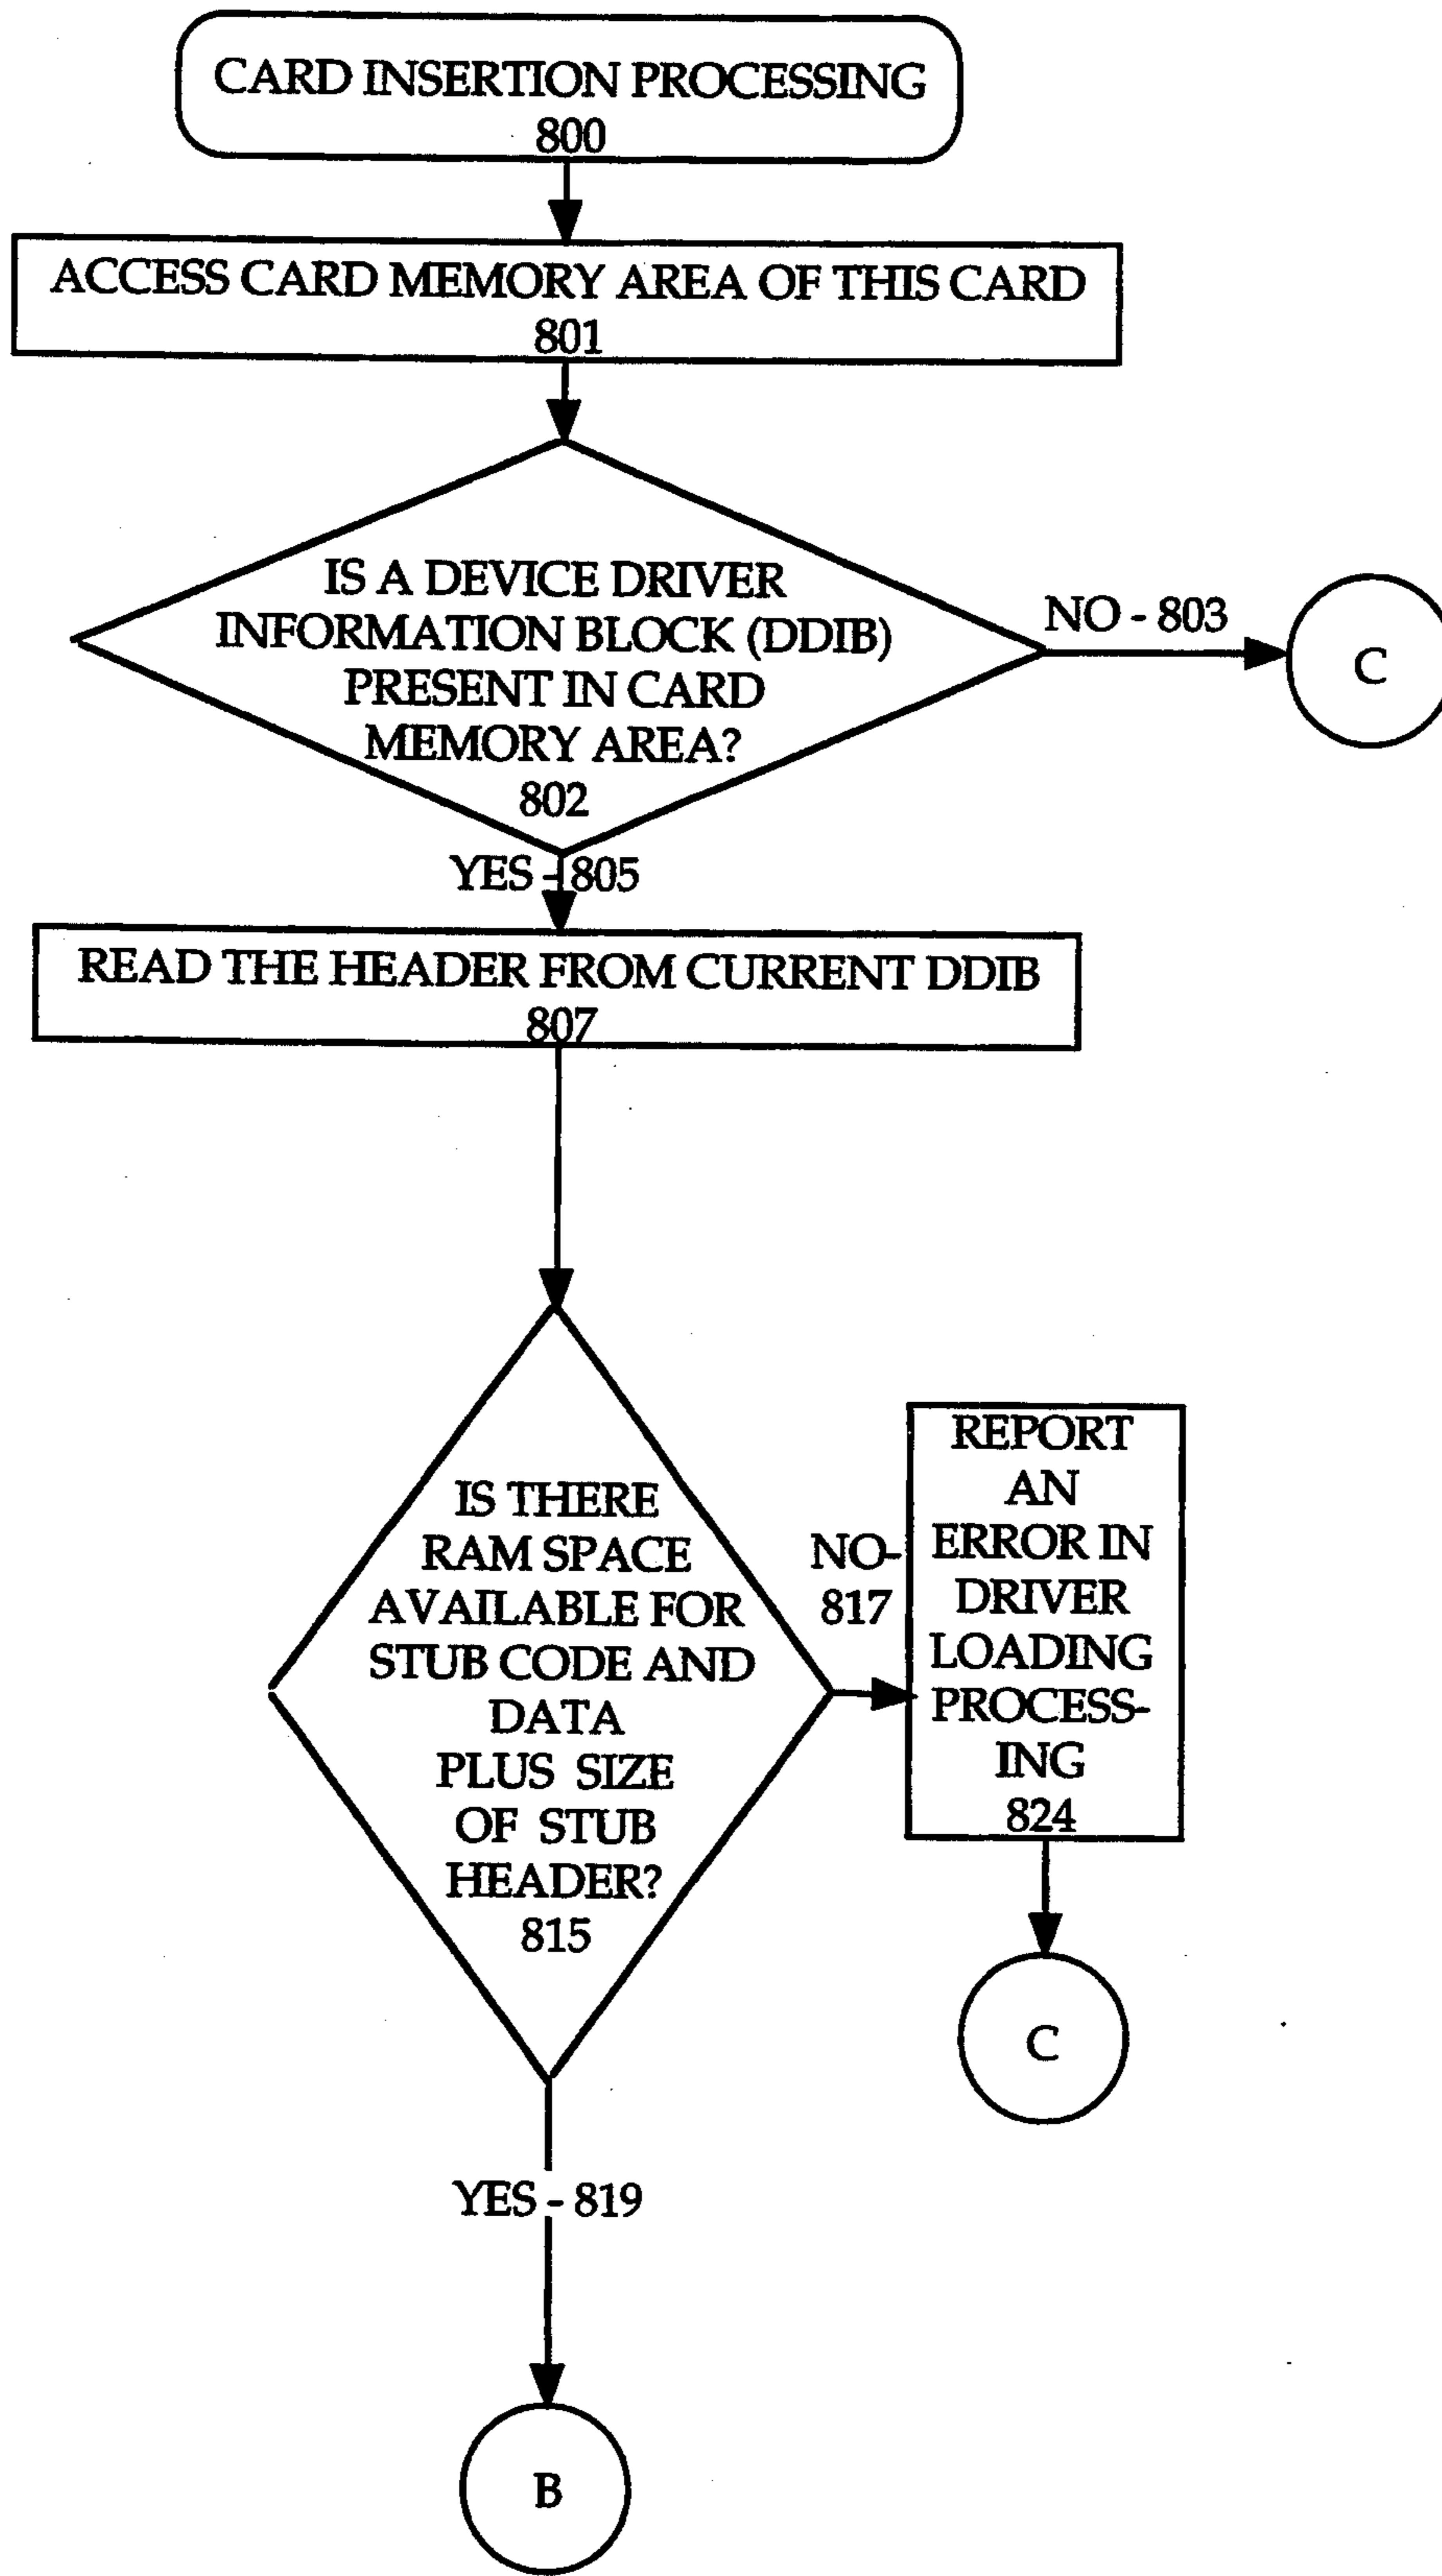 CARD INSERTION PROCESSING
800
ACCESS CARD MEMORY AREA OF THIS CARD
801
IS A DEVICE DRIVER
INFORMATION BLOCK (DDIB)
PRESENT IN CARD
MEMORY AREA?
802
NO - 803
C
YES - 805
READ THE HEADER FROM CURRENT DDIB
807
IS THERE
RAM SPACE
AVAILABLE FOR
STUB CODE AND
DATA
PLUS SIZE
OF STUB
HEADER?
815
NO-
817
REPORT
AN
ERROR IN
DRIVER
LOADING
PROCESS-
ING
824
C
YES - 819
B